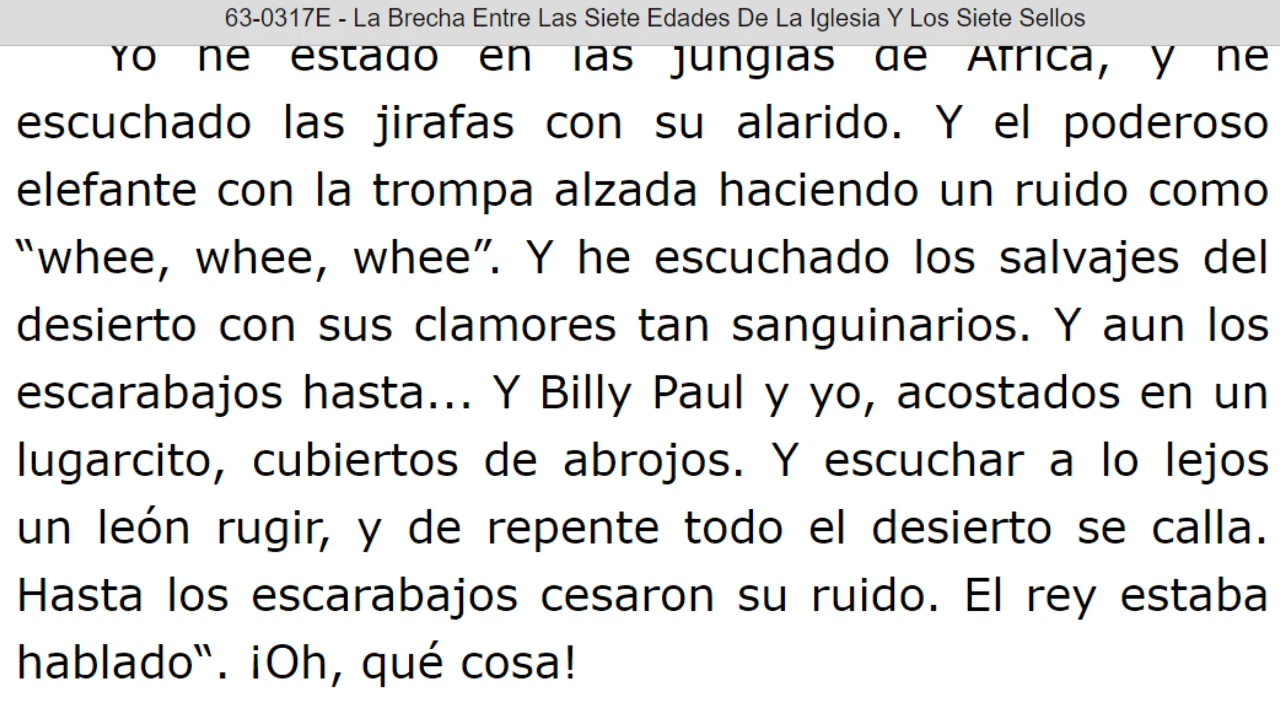 63-0317E - La Brecha Entre Las Siete Edades De La Iglesia Y Los Siete Sellos
Yo he estado en las junglas de África, y he
escuchado las jirafas con su alarido. Y el poderoso
elefante con la trompa alzada haciendo un ruido como
“whee, whee, whee”. Y he escuchado los salvajes del
desierto con sus clamores tan sanguinarios. Y aun los
escarabajos hasta… Y Billy Paul y yo, acostados en un
lugarcito, cubiertos de abrojos. Y escuchar a lo lejos
un león rugir, y de repente todo el desierto se calla.
Hasta los escarabajos cesaron su ruido. El rey estaba
hablado“. ¡Oh, qué cosa!